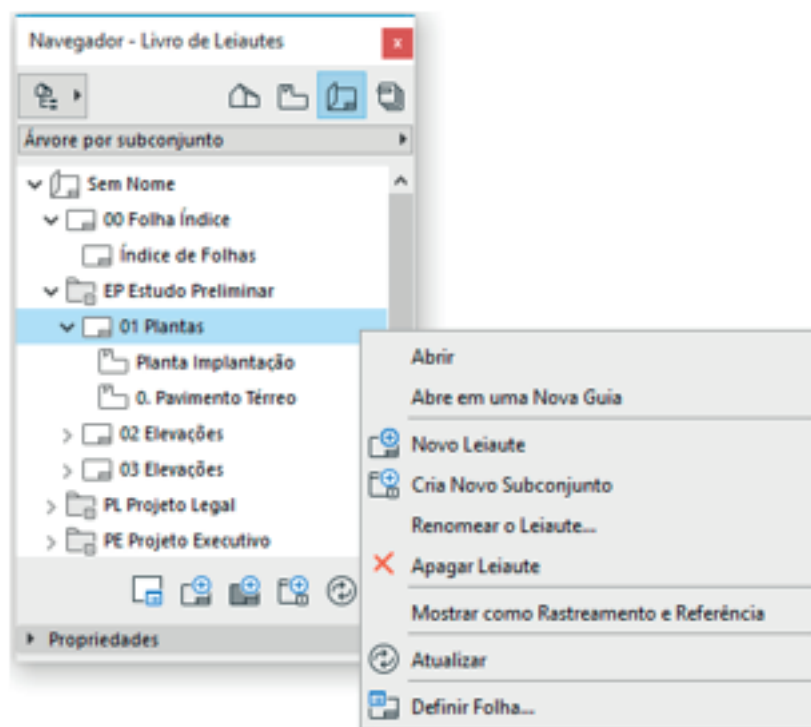 Navegador - Livro de Leiautes
x
Árvore por subconjunto
Sem Nome
00 Folha Índice
Índice de Folhas
EP Estudo Preliminar
01 Plantas
Planta Implantação
0. Pavimento Térreo
02 Elevações
03 Elevações
PL Projeto Legal
PE Projeto Executivo
Propriedades
Abrir
Abre em uma Nova Guia
Novo Leiaute
Cria Novo Subconjunto
Renomear o Leiaute...
Apagar Leiaute
Mostrar como Rastreamento e Referência
Atualizar
Definir Folha...